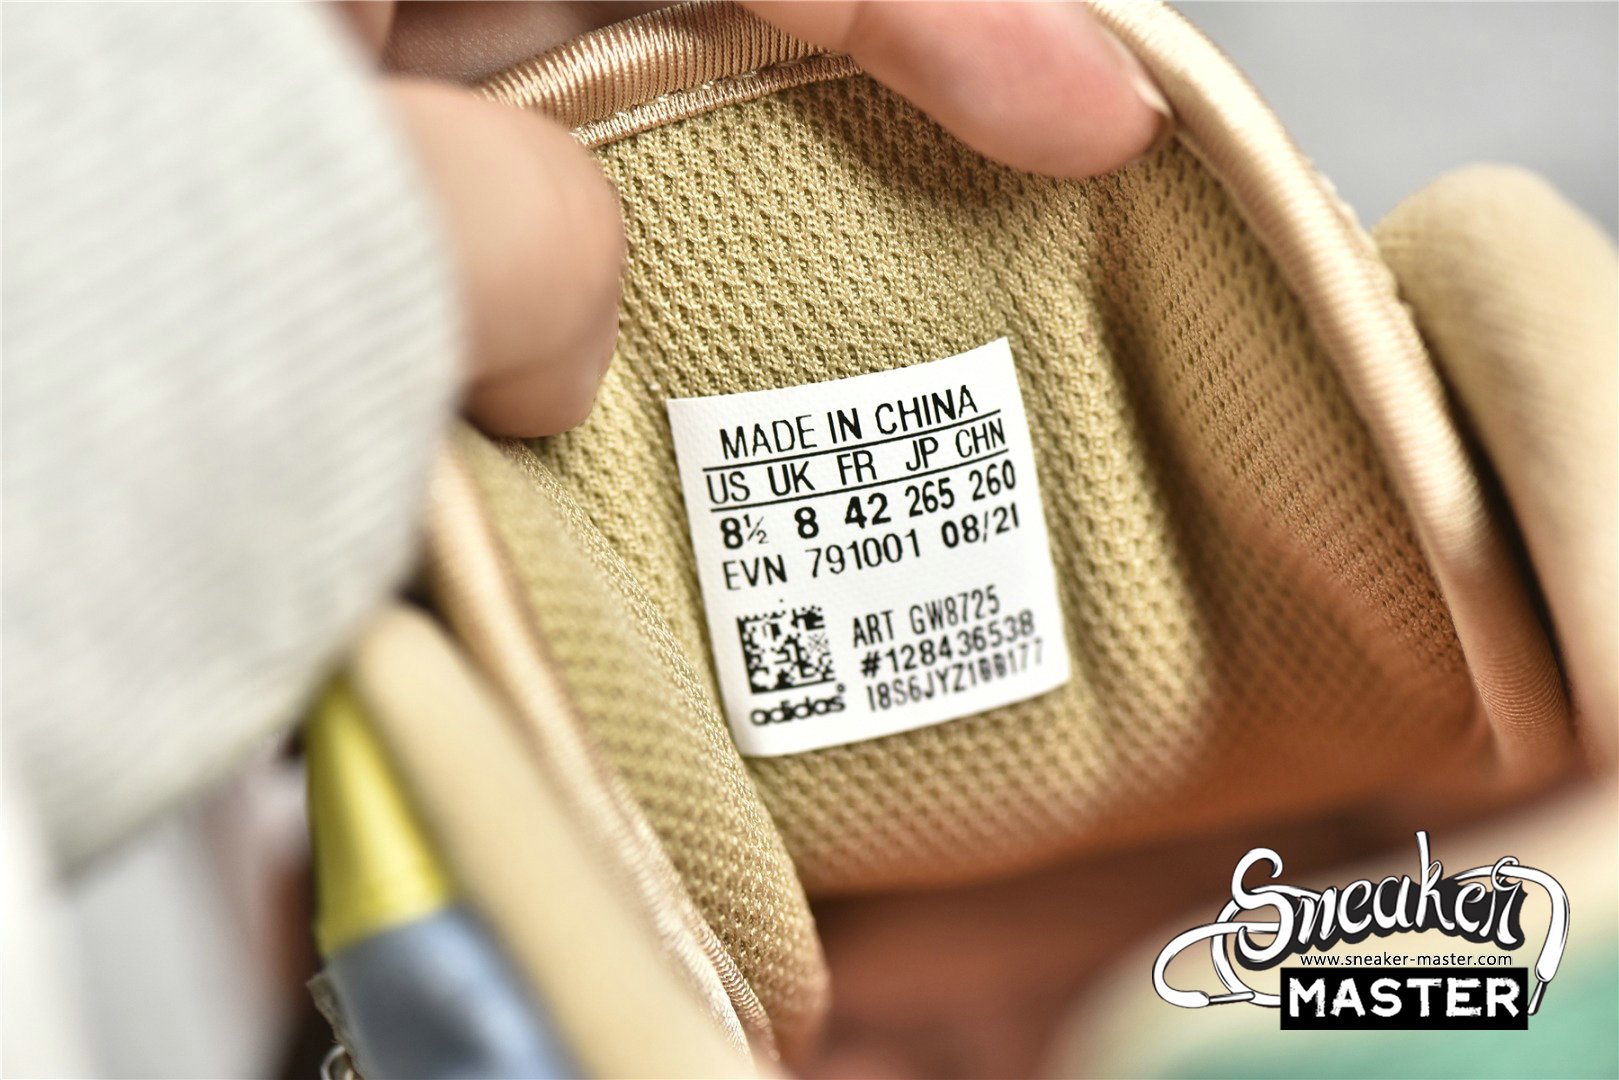 MADE IN CHINA
US UK FR JP CHN
8½ 8 42 265 260
EVN 791001 08/21
ART GW8725
#128436538
18S6JYZ100177
adidas
Sneaker
www.sneaker-master.com
MASTER